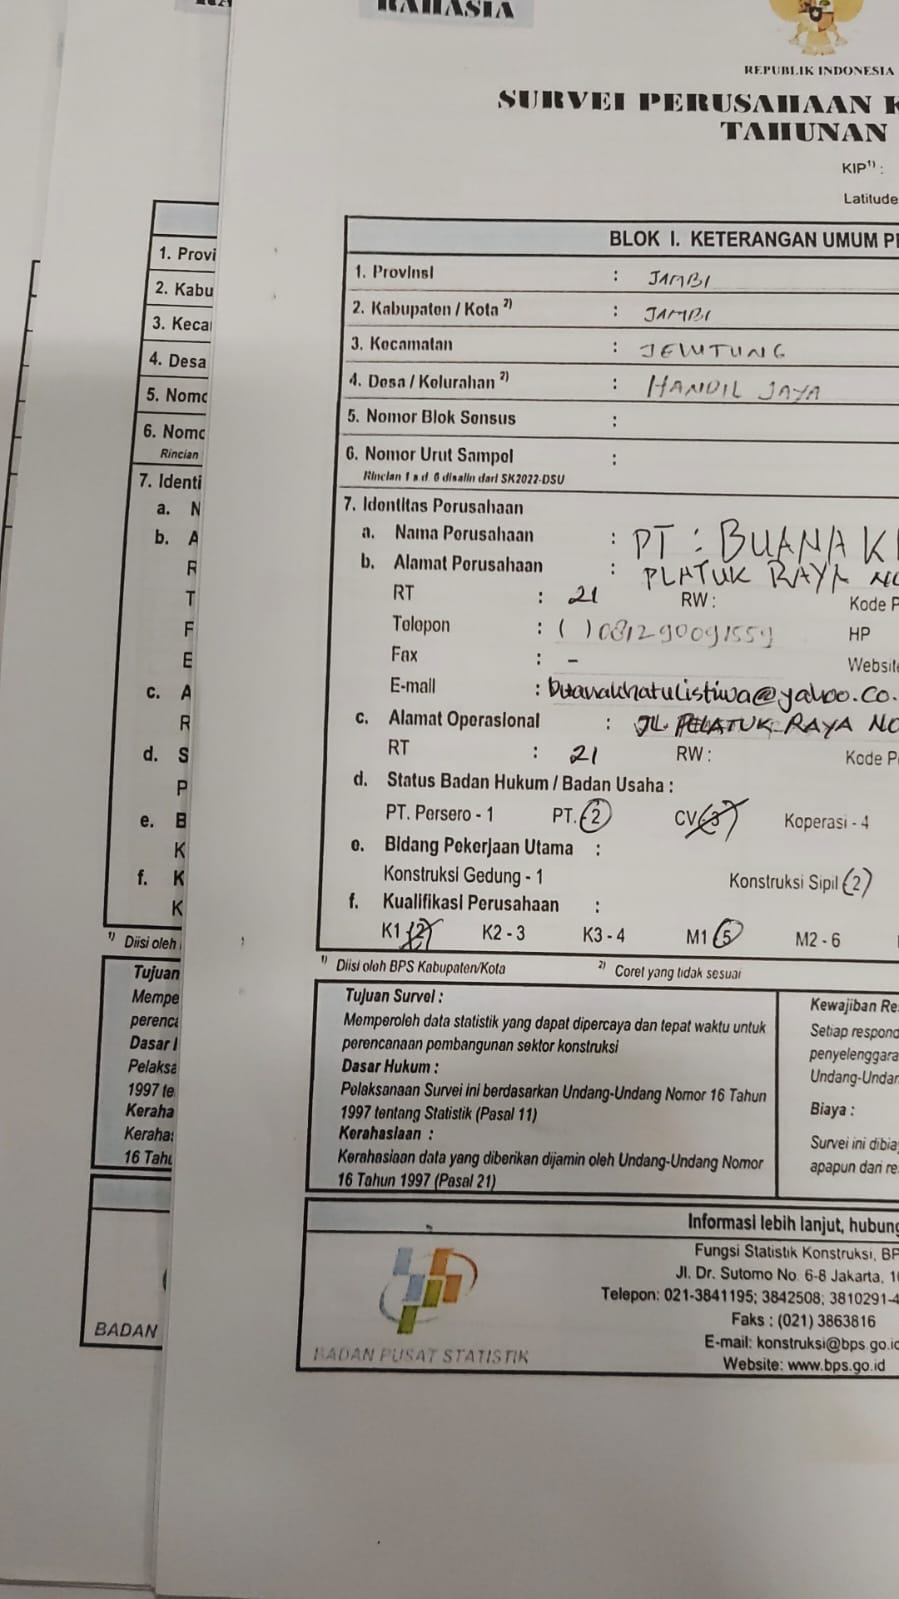 RAHASIA
REPUBLIK INDONESIA
SURVEI PERUSAHAAN K
TAHUNAN
KIP1) :
Latitude
BLOK I. KETERANGAN UMUM PE
1. Provinsi : JAMBI
2. Kabupaten / Kota 2) : JAMBI
3. Kecamatan : JELUTUNG
4. Desa / Kelurahan 2) : HANDIL JAYA
5. Nomor Blok Sensus :
6. Nomor Urut Sampel :
Rincian 1 s.d. 6 disalin dari SK2022-DSU
7. Identitas Perusahaan
a. Nama Perusahaan : PT : BUANA K
b. Alamat Perusahaan : PLATUK RAYA NO
RT : 21 RW : Kode P
Telepon : ( ) 081290091559 HP
Fax : - Website
E-mail : buanakhatulistiwa@yahoo.co.
c. Alamat Operasional : JL. PELATUK RAYA NO
RT : 21 RW : Kode P
d. Status Badan Hukum / Badan Usaha :
PT. Persero - 1 PT. - 2 CV - 3 Koperasi - 4
e. Bidang Pekerjaan Utama :
Konstruksi Gedung - 1 Konstruksi Sipil - 2
f. Kualifikasi Perusahaan :
K1 - 2 K2 - 3 K3 - 4 M1 - 5 M2 - 6
1) Diisi oleh BPS Kabupaten/Kota 2) Coret yang tidak sesuai
Tujuan Survei :
Memperoleh data statistik yang dapat dipercaya dan tepat waktu untuk
perencanaan pembangunan sektor konstruksi
Dasar Hukum :
Pelaksanaan Survei ini berdasarkan Undang-Undang Nomor 16 Tahun
1997 tentang Statistik (Pasal 11)
Kerahasiaan :
Kerahasiaan data yang diberikan dijamin oleh Undang-Undang Nomor
16 Tahun 1997 (Pasal 21)
Kewajiban Re
Setiap respond
penyelenggara
Undang-Undan
Biaya :
Survei ini dibia
apapun dari re
Informasi lebih lanjut, hubung
Fungsi Statistik Konstruksi, BP
Jl. Dr. Sutomo No. 6-8 Jakarta, 1
Telepon: 021-3841195; 3842508; 3810291-4
Faks : (021) 3863816
E-mail: konstruksi@bps.go.id
Website: www.bps.go.id
BADAN PUSAT STATISTIK
1. Provi
2. Kabu
3. Keca
4. Desa
5. Nomo
6. Nomo
Rincian
7. Identi
a. N
b. A
R
T
F
E
c. A
R
d. S
P
e. B
K
f. K
K
1) Diisi oleh
Tujuan
Mempe
perenca
Dasar
Pelaksa
1997 te
Keraha
Kerahas
16 Tahu
BADAN